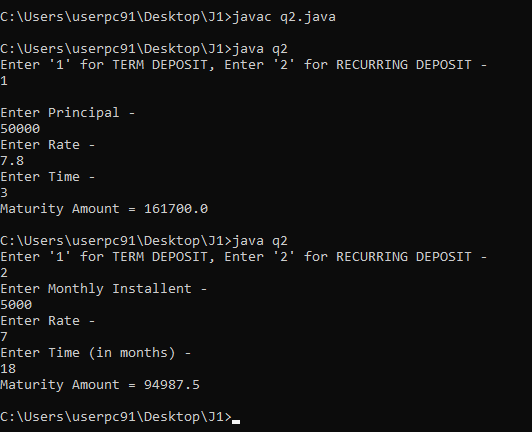 C:\Users\userpc91\Desktop\J1>javac q2.java
C:\Users\userpc91\Desktop\J1>java q2
Enter '1' for TERM DEPOSIT, Enter '2' for RECURRING DEPOSIT -
1
Enter Principal -
50000
Enter Rate -
7.8
Enter Time -
3
Maturity Amount = 161700.0
C:\Users\userpc91\Desktop\J1>java q2
Enter '1' for TERM DEPOSIT, Enter '2' for RECURRING DEPOSIT -
2
Enter Monthly Installent -
5000
Enter Rate -
7
Enter Time (in months) -
18
Maturity Amount = 94987.5
C:\Users\userpc91\Desktop\J1>